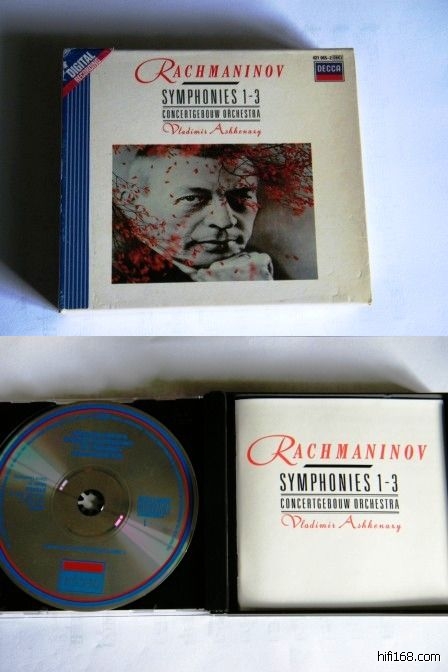 DIGITAL
RECORDING
RACHMANINOV
DECCA
SYMPHONIES 1-3
CONCERTGEBOUW ORCHESTRA
Vladimir Ashkenazy
RACHMANINOV
SYMPHONIES 1-3
CONCERTGEBOUW ORCHESTRA
Vladimir Ashkenazy
hifi168.com